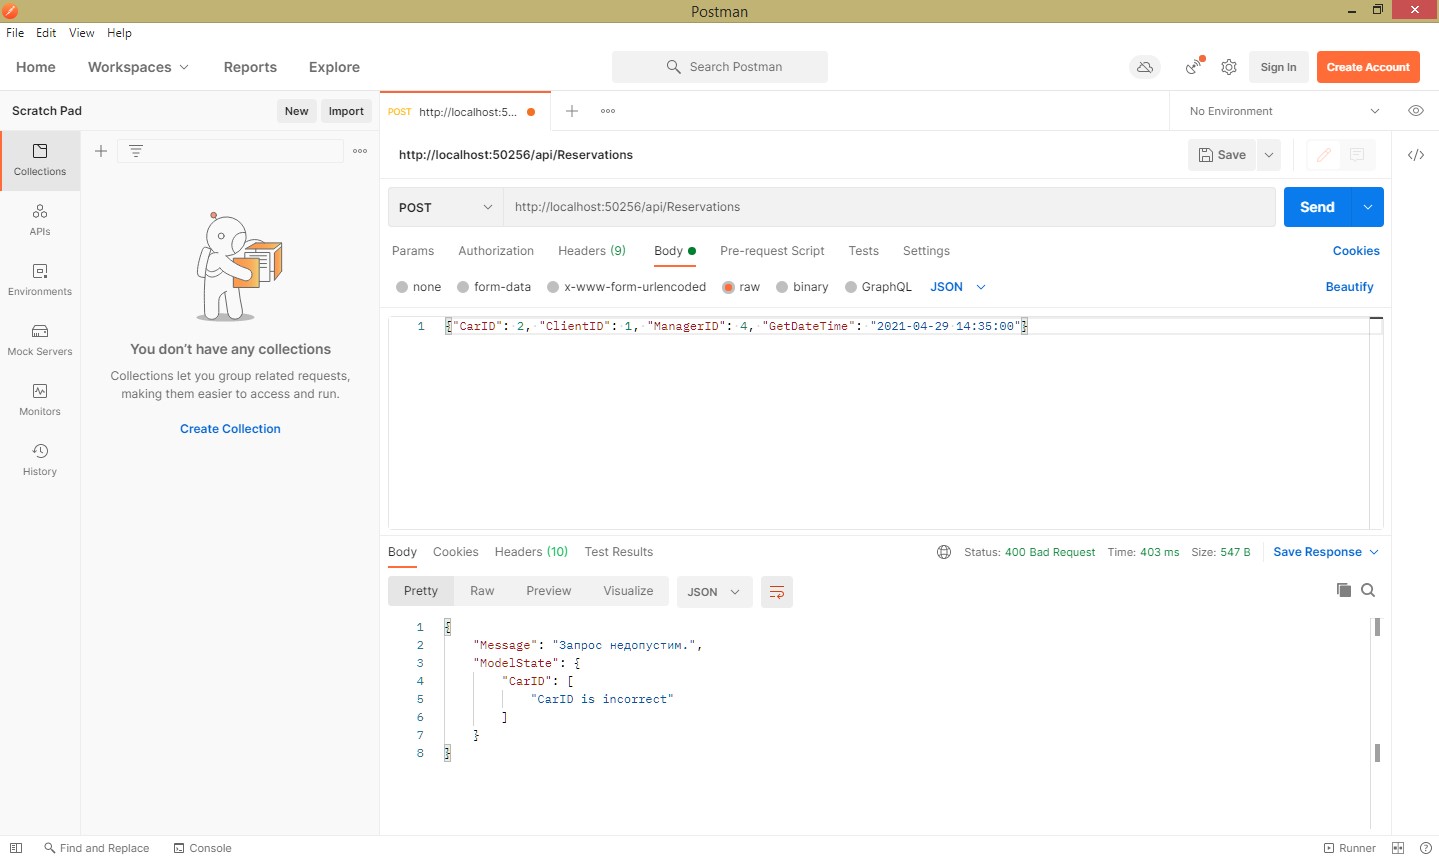 Postman
File Edit View Help
Home Workspaces Reports Explore Search Postman Sign In Create Account
Scratch Pad New Import
POST http://localhost:5... No Environment
http://localhost:50256/api/Reservations Save
Collections
APIs
Environments
Mock Servers
Monitors
History
You don't have any collections
Collections let you group related requests,
making them easier to access and run.
Create Collection
POST http://localhost:50256/api/Reservations Send
Params Authorization Headers (9) Body Pre-request Script Tests Settings Cookies
none form-data x-www-form-urlencoded raw binary GraphQL JSON Beautify
1 {"CarID": 2, "ClientID": 1, "ManagerID": 4, "GetDateTime": "2021-04-29 14:35:00"}
Body Cookies Headers (10) Test Results Status: 400 Bad Request Time: 403 ms Size: 547 B Save Response
Pretty Raw Preview Visualize JSON
1 {
2 "Message": "Запрос недопустим.",
3 "ModelState": {
4 "CarID": [
5 "CarID is incorrect"
6 ]
7 }
8 }
Find and Replace Console Runner